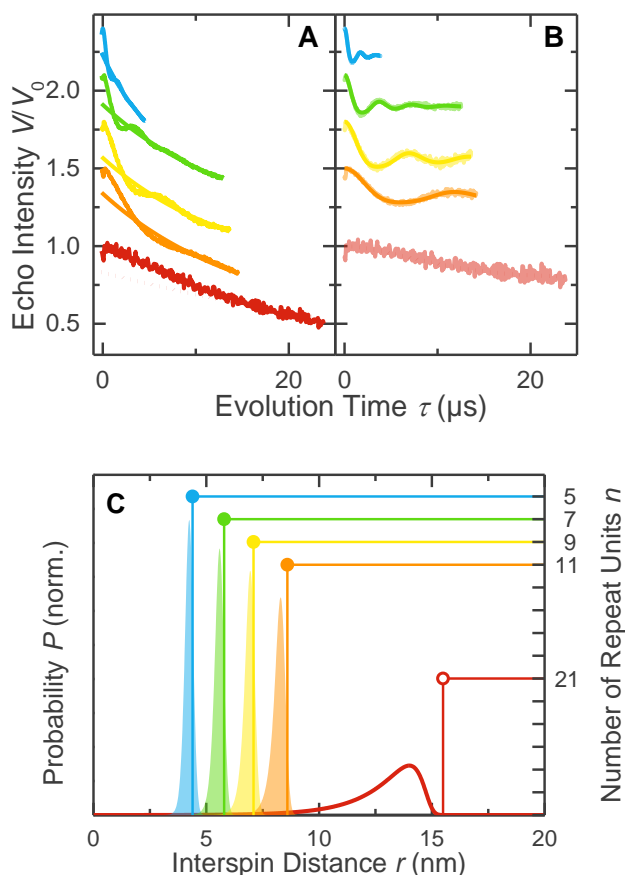 A
B
Echo Intensity V/V0
2.0
1.5
1.0
0.5
0
20
0
20
Evolution Time τ (μs)
C
Probability P (norm.)
5
7
9
11
21
Number of Repeat Units n
0
5
10
15
20
Interspin Distance r (nm)